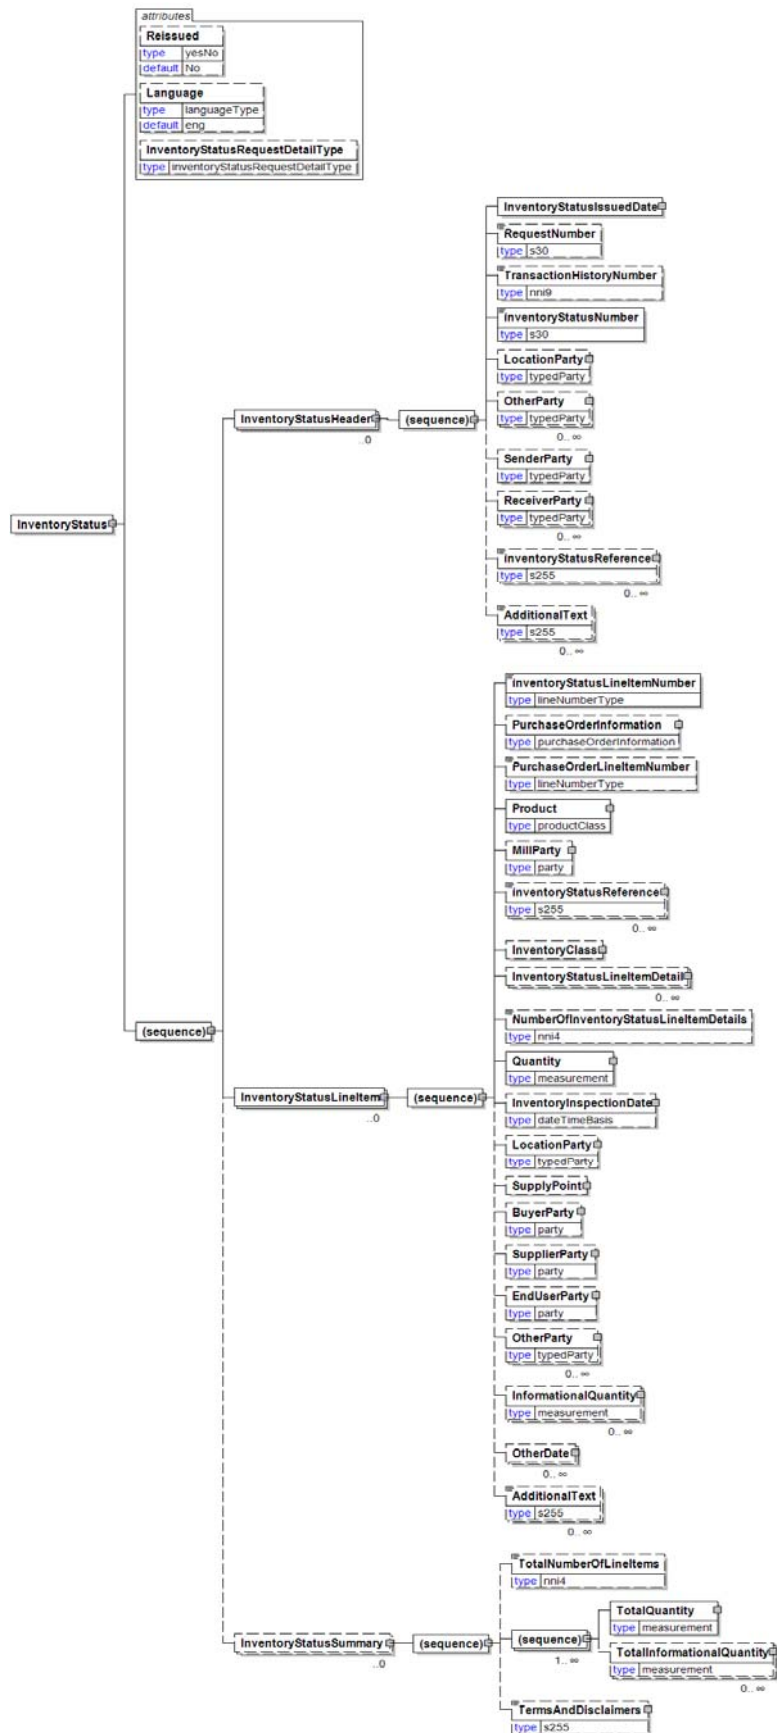 attributes
Reissued
type yesNo
default No
Language
type languageType
default eng
InventoryStatusRequestDetailType
type inventoryStatusRequestDetailType
InventoryStatusIssuedDate
RequestNumber
type s30
TransactionHistoryNumber
type nni9
InventoryStatusNumber
type s30
LocationParty
type typedParty
InventoryStatusHeader
(sequence)
OtherParty
type typedParty
..0
0.. ∞
SenderParty
type typedParty
ReceiverParty
type typedParty
0.. ∞
InventoryStatus
InventoryStatusReference
type s255
0.. ∞
AdditionalText
type s255
0.. ∞
InventoryStatusLineItemNumber
type lineNumberType
PurchaseOrderInformation
type purchaseOrderInformation
PurchaseOrderLineItemNumber
type lineNumberType
Product
type productClass
MillParty
type party
InventoryStatusReference
type s255
0.. ∞
InventoryClass
InventoryStatusLineItemDetail
0.. ∞
(sequence)
NumberOfInventoryStatusLineItemDetails
type nni4
Quantity
type measurement
InventoryStatusLineItem
(sequence)
..0
InventoryInspectionDate
type dateTimeBasis
LocationParty
type typedParty
SupplyPoint
BuyerParty
type party
SupplierParty
type party
EndUserParty
type party
OtherParty
type typedParty
0.. ∞
InformationalQuantity
type measurement
0.. ∞
OtherDate
0.. ∞
AdditionalText
type s255
0.. ∞
TotalNumberOfLineItems
type nni4
InventoryStatusSummary
(sequence)
..0
(sequence)
1.. ∞
TotalQuantity
type measurement
TotalInformationalQuantity
type measurement
0.. ∞
TermsAndDisclaimers
type s255